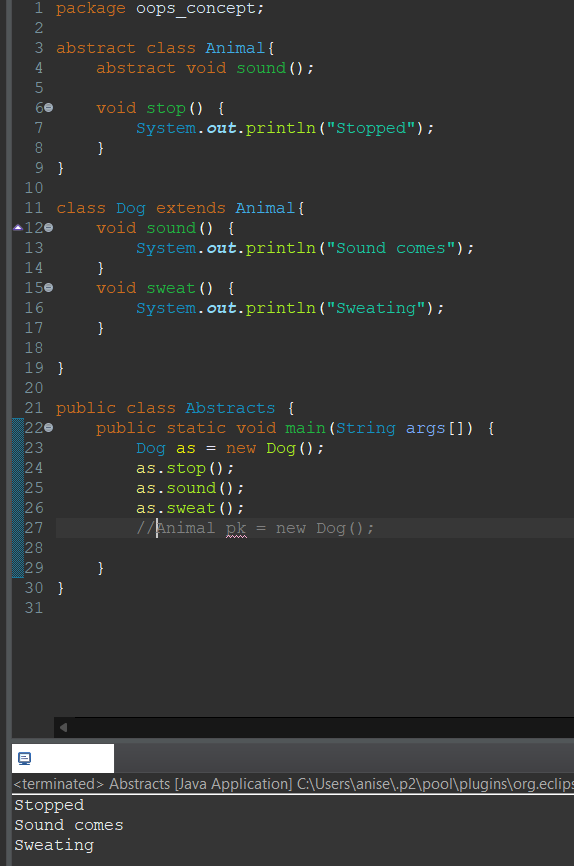 1 package oops_concept;
2
3 abstract class Animal{
4 abstract void sound();
5
6 void stop() {
7 System.out.println("Stopped");
8 }
9 }
10
11 class Dog extends Animal{
12 void sound() {
13 System.out.println("Sound comes");
14 }
15 void sweat() {
16 System.out.println("Sweating");
17 }
18
19 }
20
21 public class Abstracts {
22 public static void main(String args[]) {
23 Dog as = new Dog();
24 as.stop();
25 as.sound();
26 as.sweat();
27 //Animal pk = new Dog();
28
29 }
30 }
31
<terminated> Abstracts [Java Application] C:\Users\anise\.p2\pool\plugins\org.eclips
Stopped
Sound comes
Sweating